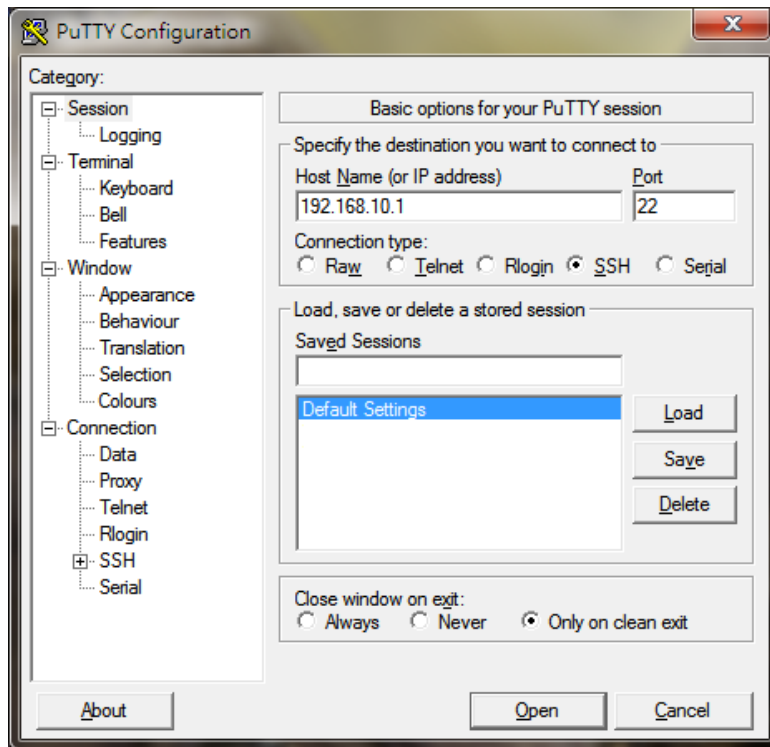 PuTTY Configuration
Category:
Session
Logging
Terminal
Keyboard
Bell
Features
Window
Appearance
Behaviour
Translation
Selection
Colours
Connection
Data
Proxy
Telnet
Rlogin
SSH
Serial
Basic options for your PuTTY session
Specify the destination you want to connect to
Host Name (or IP address) Port
192.168.10.1 22
Connection type:
Raw Telnet Rlogin SSH Serial
Load, save or delete a stored session
Saved Sessions
Default Settings
Load
Save
Delete
Close window on exit:
Always Never Only on clean exit
About Open Cancel